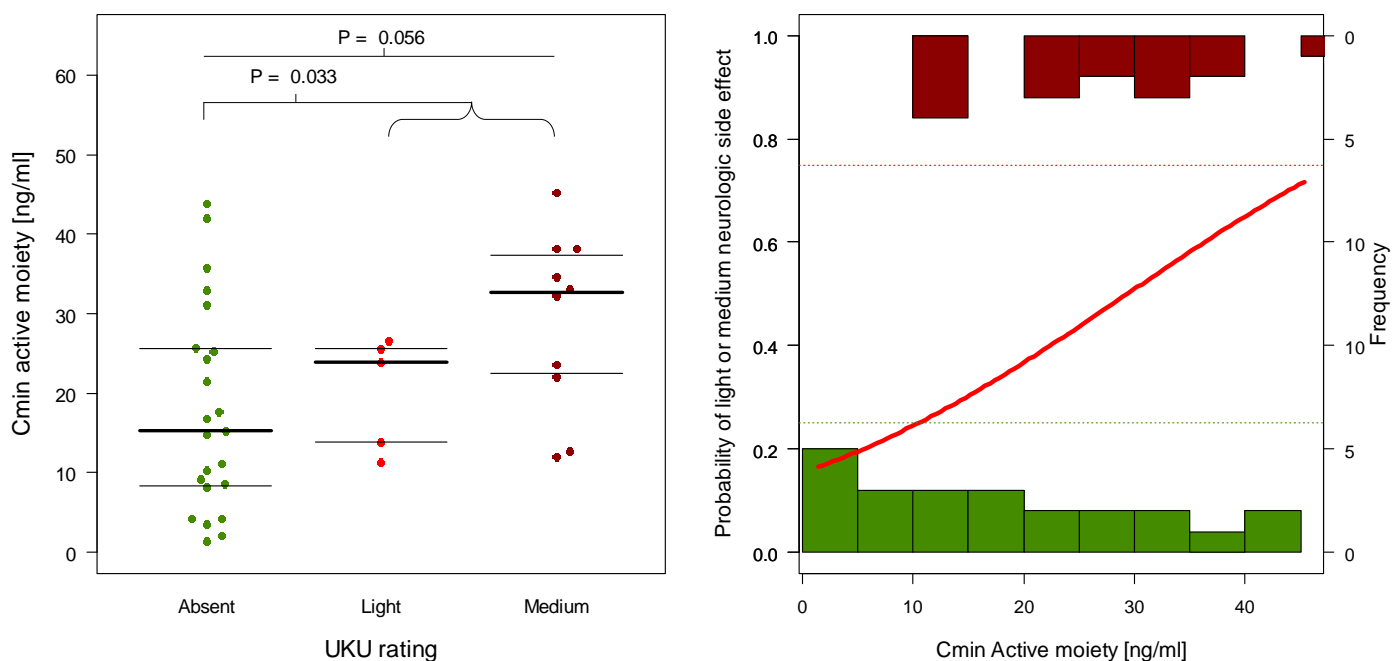 P = 0.056
P = 0.033
60
50
40
30
20
10
0
Cmin active moiety [ng/ml]
Absent Light Medium
UKU rating
1.0
0.8
0.6
0.4
0.2
0.0
Probability of light or medium neurologic side effect
0
5
10
10
5
0
Frequency
0 10 20 30 40
Cmin Active moiety [ng/ml]